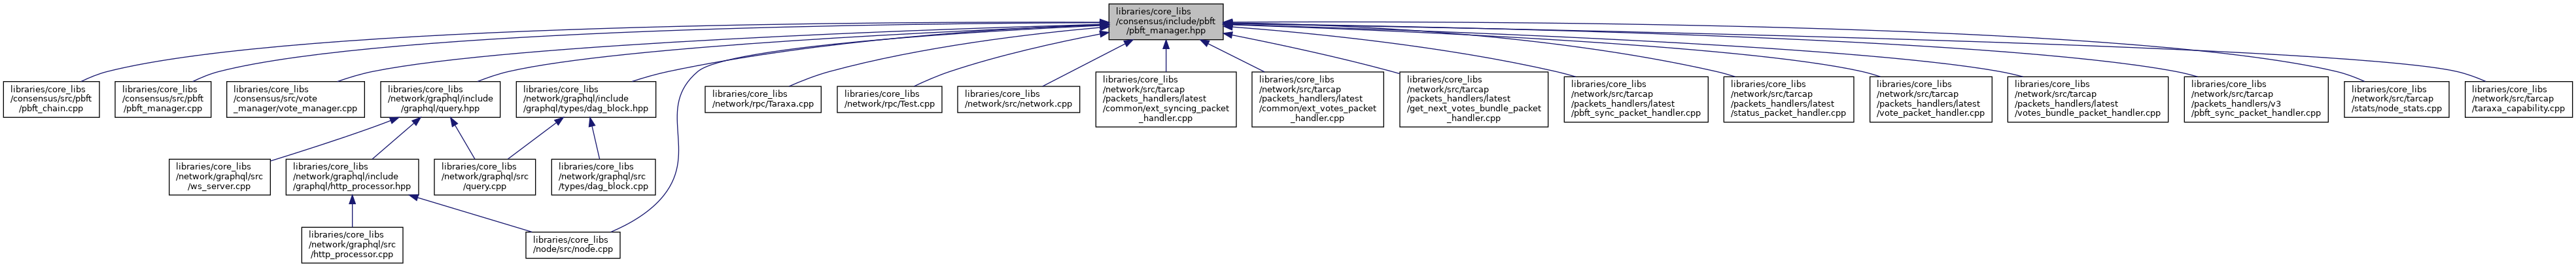 libraries/core_libs
/consensus/include/pbft
/pbft_manager.hpp
libraries/core_libs
/consensus/src/pbft
/pbft_chain.cpp
libraries/core_libs
/consensus/src/pbft
/pbft_manager.cpp
libraries/core_libs
/consensus/src/vote
_manager/vote_manager.cpp
libraries/core_libs
/network/graphql/include
/graphql/query.hpp
libraries/core_libs
/network/graphql/include
/graphql/types/dag_block.hpp
libraries/core_libs
/network/rpc/Taraxa.cpp
libraries/core_libs
/network/rpc/Test.cpp
libraries/core_libs
/network/src/network.cpp
libraries/core_libs
/network/src/tarcap
/packets_handlers/latest
/common/ext_syncing_packet
_handler.cpp
libraries/core_libs
/network/src/tarcap
/packets_handlers/latest
/common/ext_votes_packet
_handler.cpp
libraries/core_libs
/network/src/tarcap
/packets_handlers/latest
/get_next_votes_bundle_packet
_handler.cpp
libraries/core_libs
/network/src/tarcap
/packets_handlers/latest
/pbft_sync_packet_handler.cpp
libraries/core_libs
/network/src/tarcap
/packets_handlers/latest
/status_packet_handler.cpp
libraries/core_libs
/network/src/tarcap
/packets_handlers/latest
/vote_packet_handler.cpp
libraries/core_libs
/network/src/tarcap
/packets_handlers/latest
/votes_bundle_packet_handler.cpp
libraries/core_libs
/network/src/tarcap
/packets_handlers/v3
/pbft_sync_packet_handler.cpp
libraries/core_libs
/network/src/tarcap
/stats/node_stats.cpp
libraries/core_libs
/network/src/tarcap
/taraxa_capability.cpp
libraries/core_libs
/network/graphql/src
/ws_server.cpp
libraries/core_libs
/network/graphql/include
/graphql/http_processor.hpp
libraries/core_libs
/network/graphql/src
/query.cpp
libraries/core_libs
/network/graphql/src
/types/dag_block.cpp
libraries/core_libs
/network/graphql/src
/http_processor.cpp
libraries/core_libs
/node/src/node.cpp